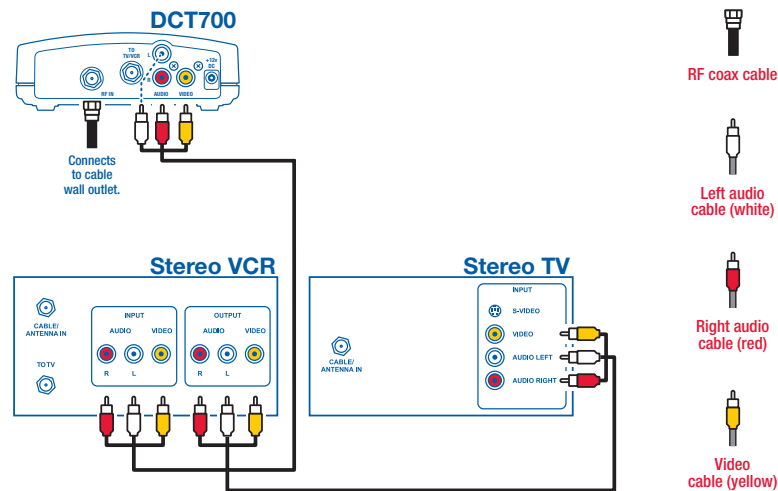 DCT700
TO
TV/VCR
L
+12v
DC
R
RF IN
AUDIO
VIDEO
Connects
to cable
wall outlet.
RF coax cable
Left audio
cable (white)
Right audio
cable (red)
Video
cable (yellow)
Stereo VCR
CABLE/
ANTENNA IN
TO TV
INPUT
AUDIO
VIDEO
R
L
OUTPUT
AUDIO
VIDEO
R
L
Stereo TV
CABLE/
ANTENNA IN
INPUT
S-VIDEO
VIDEO
AUDIO LEFT
AUDIO RIGHT